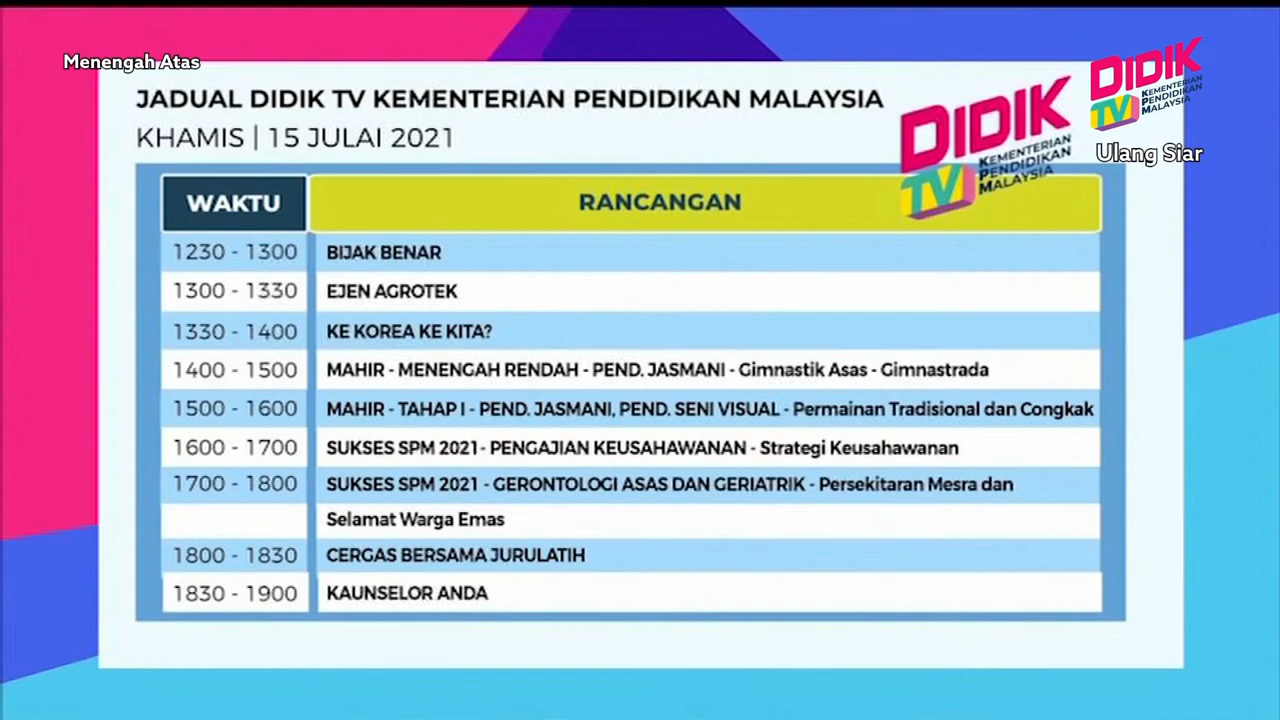 Menengah Atas
JADUAL DIDIK TV KEMENTERIAN PENDIDIKAN MALAYSIA
KHAMIS | 15 JULAI 2021
DIDIK
TV
KEMENTERIAN
PENDIDIKAN
MALAYSIA
DIDIK
TV
KEMENTERIAN
PENDIDIKAN
MALAYSIA
Ulang Siar
WAKTU RANCANGAN
1230 - 1300 BIJAK BENAR
1300 - 1330 EJEN AGROTEK
1330 - 1400 KE KOREA KE KITA?
1400 - 1500 MAHIR - MENENGAH RENDAH - PEND. JASMANI - Gimnastik Asas - Gimnastrada
1500 - 1600 MAHIR - TAHAP I - PEND. JASMANI, PEND. SENI VISUAL - Permainan Tradisional dan Congkak
1600 - 1700 SUKSES SPM 2021- PENGAJIAN KEUSAHAWANAN - Strategi Keusahawanan
1700 - 1800 SUKSES SPM 2021 - GERONTOLOGI ASAS DAN GERIATRIK - Persekitaran Mesra dan
Selamat Warga Emas
1800 - 1830 CERGAS BERSAMA JURULATIH
1830 - 1900 KAUNSELOR ANDA